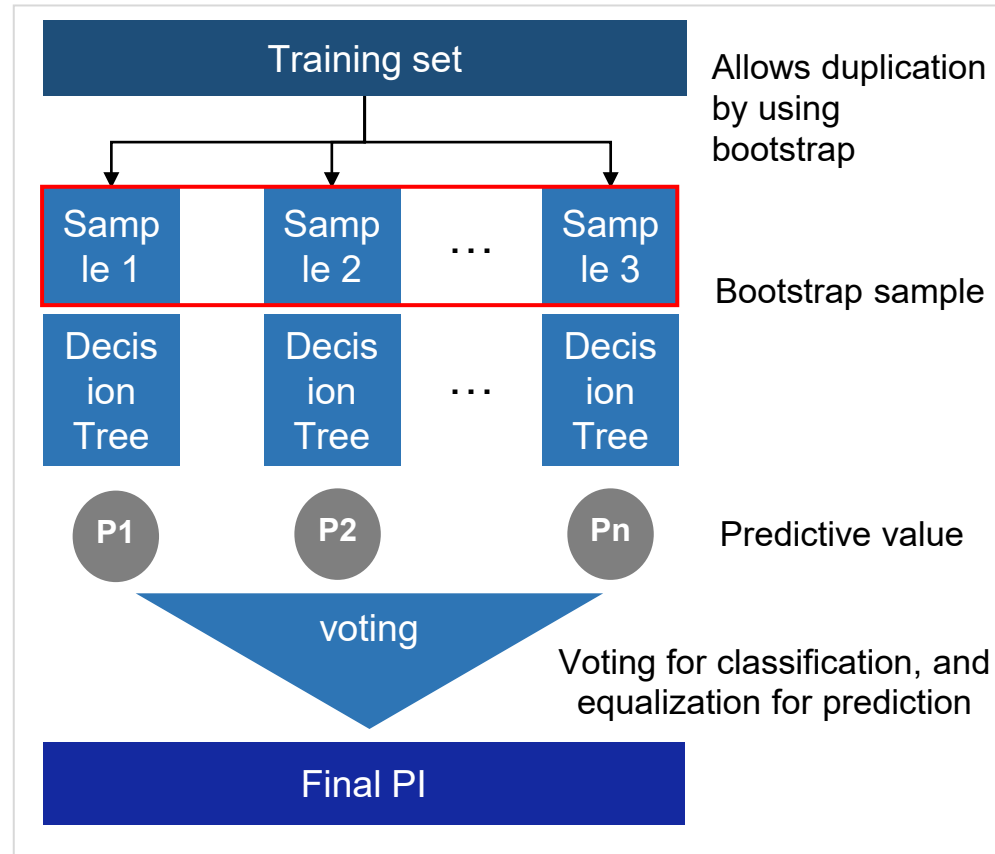 Training set
Allows duplication
by using
bootstrap
Samp
le 1
Samp
le 2
...
Samp
le 3
Bootstrap sample
Decis
ion
Tree
Decis
ion
Tree
...
Decis
ion
Tree
P1
P2
Pn
Predictive value
voting
Voting for classification, and
equalization for prediction
Final PI